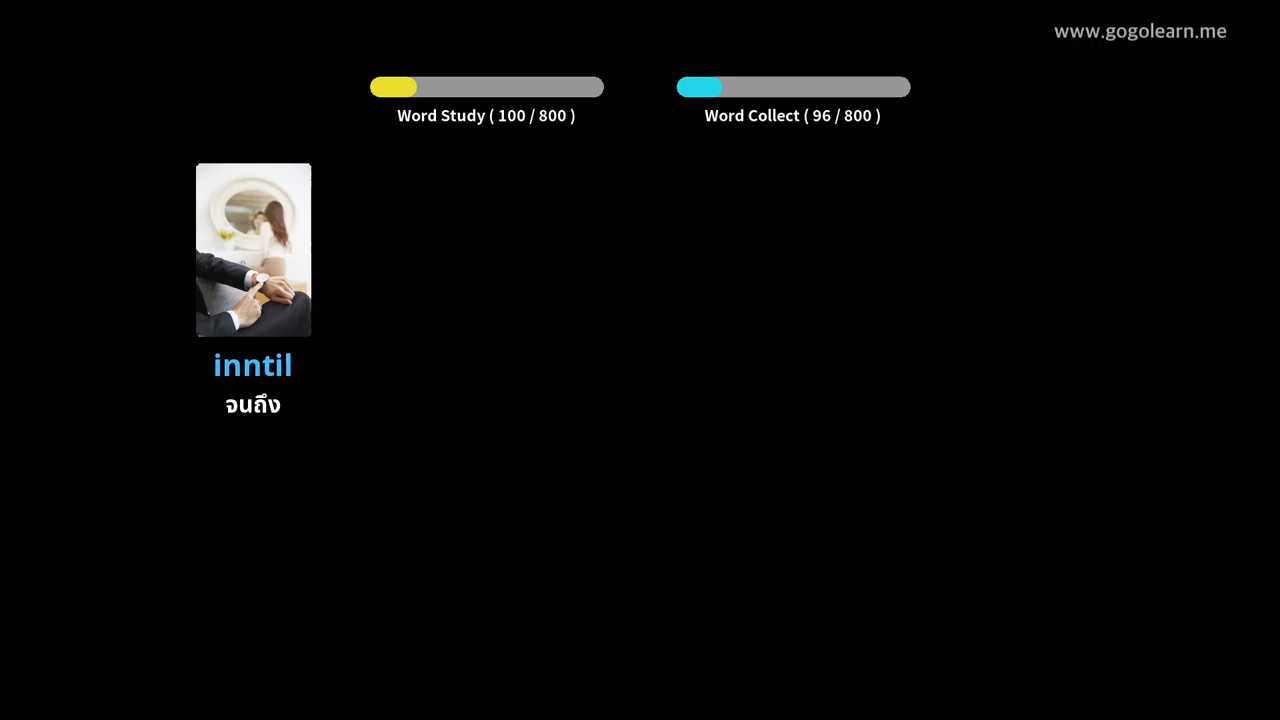 www.gogolearn.me
Word Study ( 100 / 800 )
Word Collect ( 96 / 800 )
inntil
จนถึง